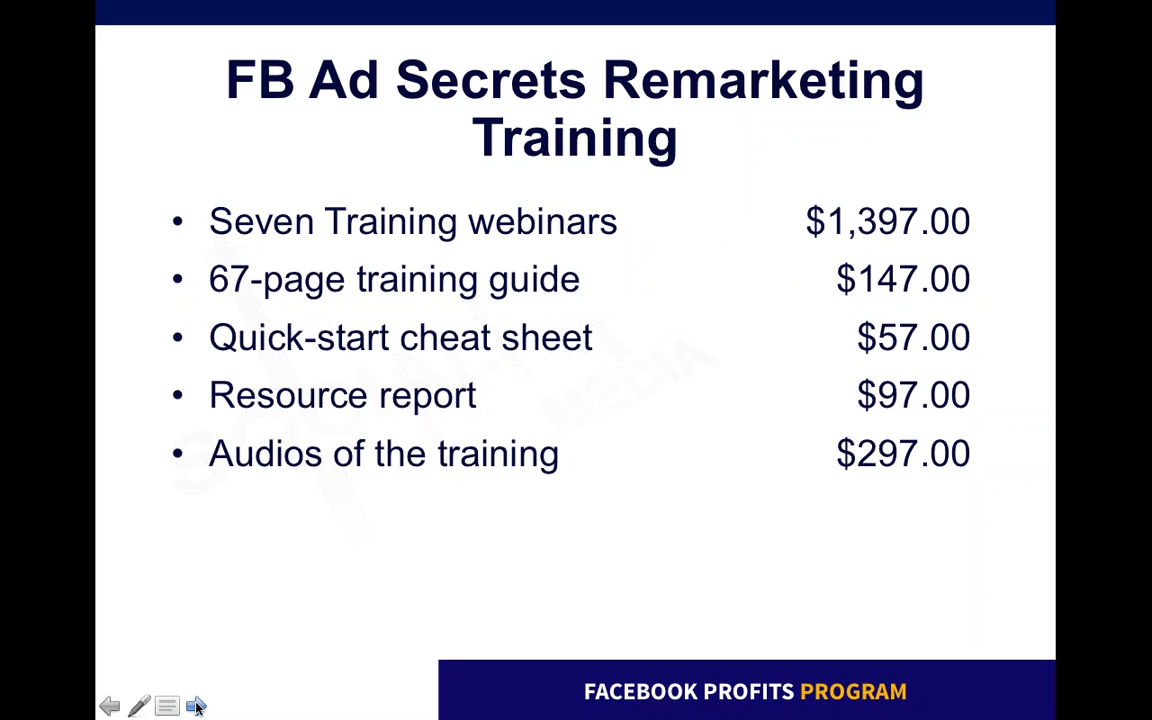 FB Ad Secrets Remarketing
Training
• Seven Training webinars $1,397.00
• 67-page training guide $147.00
• Quick-start cheat sheet $57.00
• Resource report $97.00
• Audios of the training $297.00
MEDIA
FACEBOOK PROFITS PROGRAM